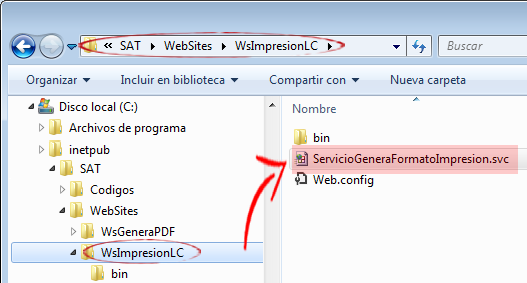 « SAT WebSites WsImpresionLC
Buscar
Organizar Incluir en biblioteca Compartir con Nueva carpeta
Disco local (C:)
Archivos de programa
inetpub
SAT
Codigos
WebSites
WsGeneraPDF
WsImpresionLC
bin
Nombre
bin
ServicioGeneraFormatoImpresion.svc
Web.config